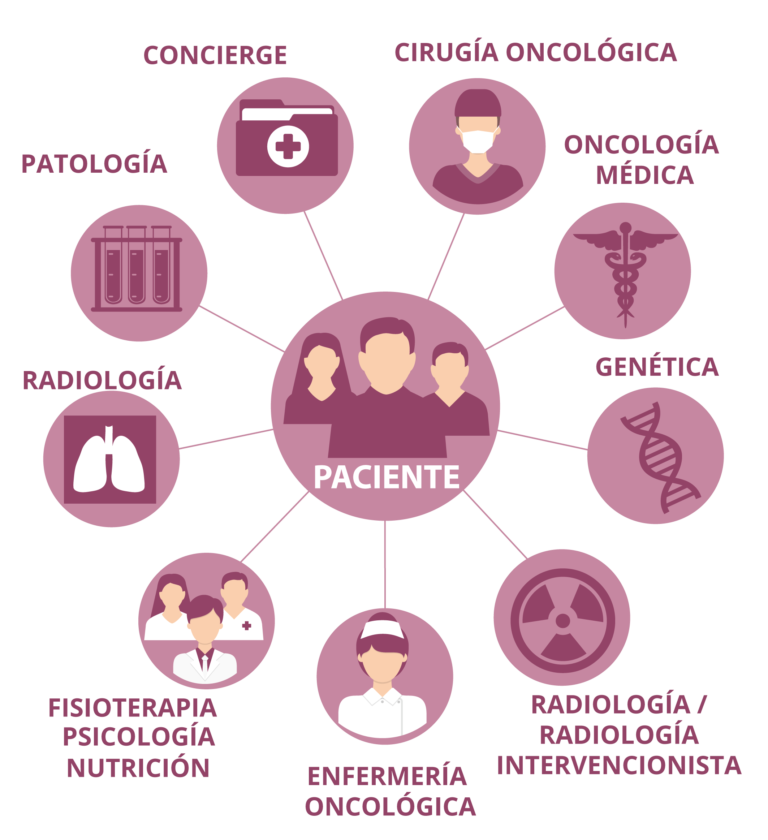 CONCIERGE
CIRUGÍA ONCOLÓGICA
ONCOLOGÍA
MÉDICA
PATOLOGÍA
GENÉTICA
RADIOLOGÍA
PACIENTE
FISIOTERAPIA
PSICOLOGÍA
NUTRICIÓN
ENFERMERÍA
ONCOLÓGICA
RADIOLOGÍA /
RADIOLOGÍA
INTERVENCIONISTA